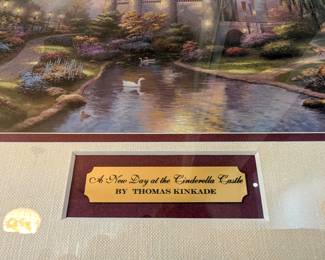 A New Day at the Cinderella Castle
BY THOMAS KINKADE